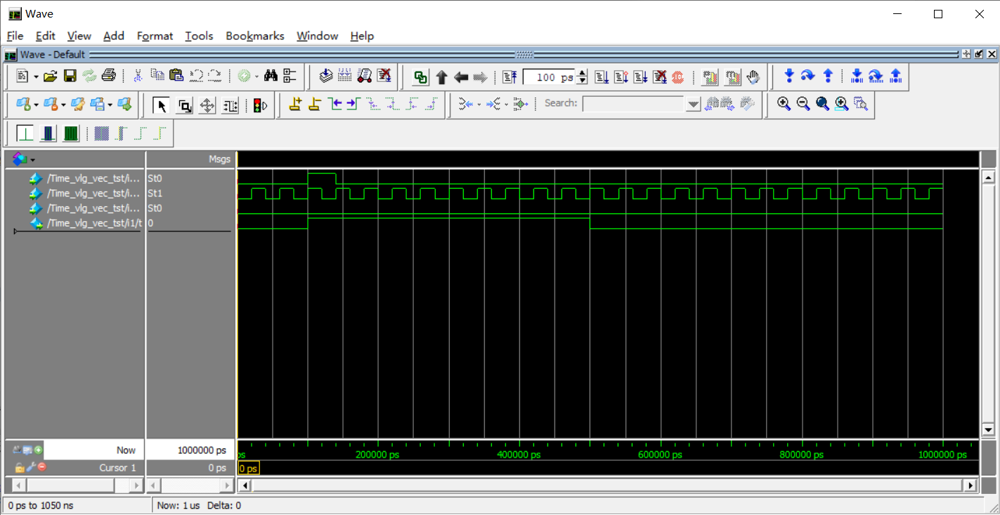 Wave
File Edit View Add Format Tools Bookmarks Window Help
Wave - Default
100 ps
Search:
Msgs
/Time_vlg_vec_tst/i... St0
/Time_vlg_vec_tst/i... St1
/Time_vlg_vec_tst/i... St0
/Time_vlg_vec_tst/i1/t 0
Now 1000000 ps
ps 200000 ps 400000 ps 600000 ps 800000 ps 1000000 ps
Cursor 1 0 ps 0 ps
0 ps to 1050 ns Now: 1 us Delta: 0